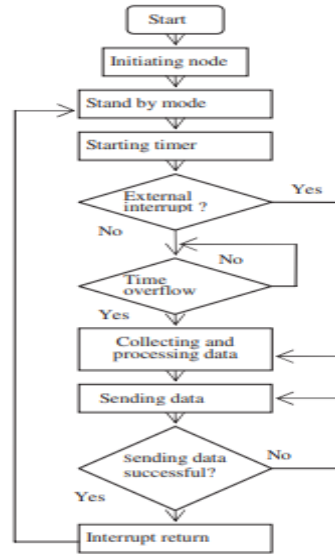 Start
Initiating node
Stand by mode
Starting timer
External
interrupt ?
Yes
No
No
Time
overflow
Yes
Collecting and
processing data
Sending data
Sending data
successful?
No
Yes
Interrupt return